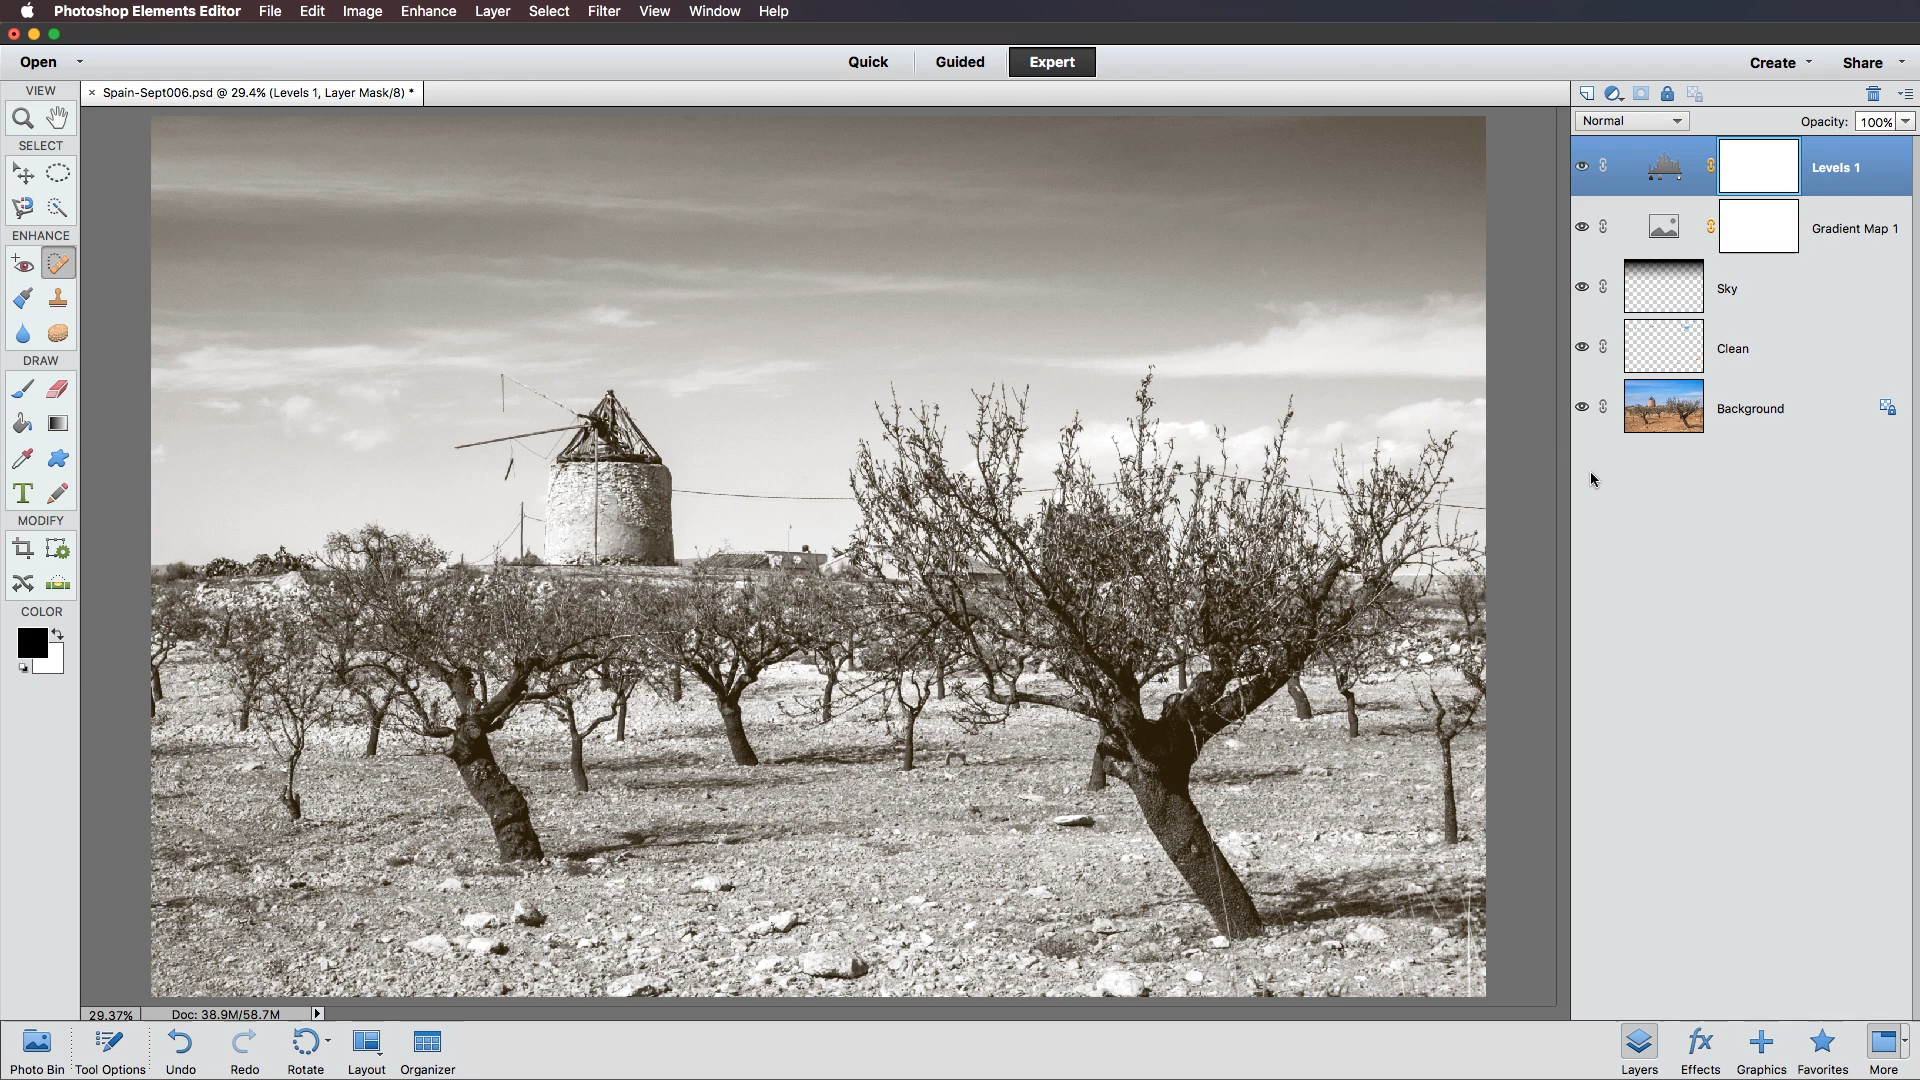 Photoshop Elements Editor File Edit Image Enhance Layer Select Filter View Window Help
Open Quick Guided Expert Create Share
VIEW × Spain-Sept006.psd @ 29.4% (Levels 1, Layer Mask/8) *
Normal Opacity: 100%
SELECT
Levels 1
ENHANCE Gradient Map 1
Sky
Clean
DRAW
Background
T
MODIFY
COLOR
29.37% Doc: 38.9M/58.7M
fx
Photo Bin Tool Options Undo Redo Rotate Layout Organizer Layers Effects Graphics Favorites More